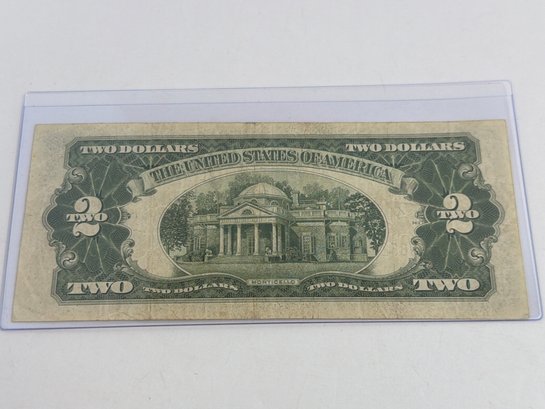 TWO DOLLARS TWO DOLLARS
THE UNITED STATES OF AMERICA
2 2
TWO TWO
MONTICELLO
TWO TWO DOLLARS TWO DOLLARS TWO